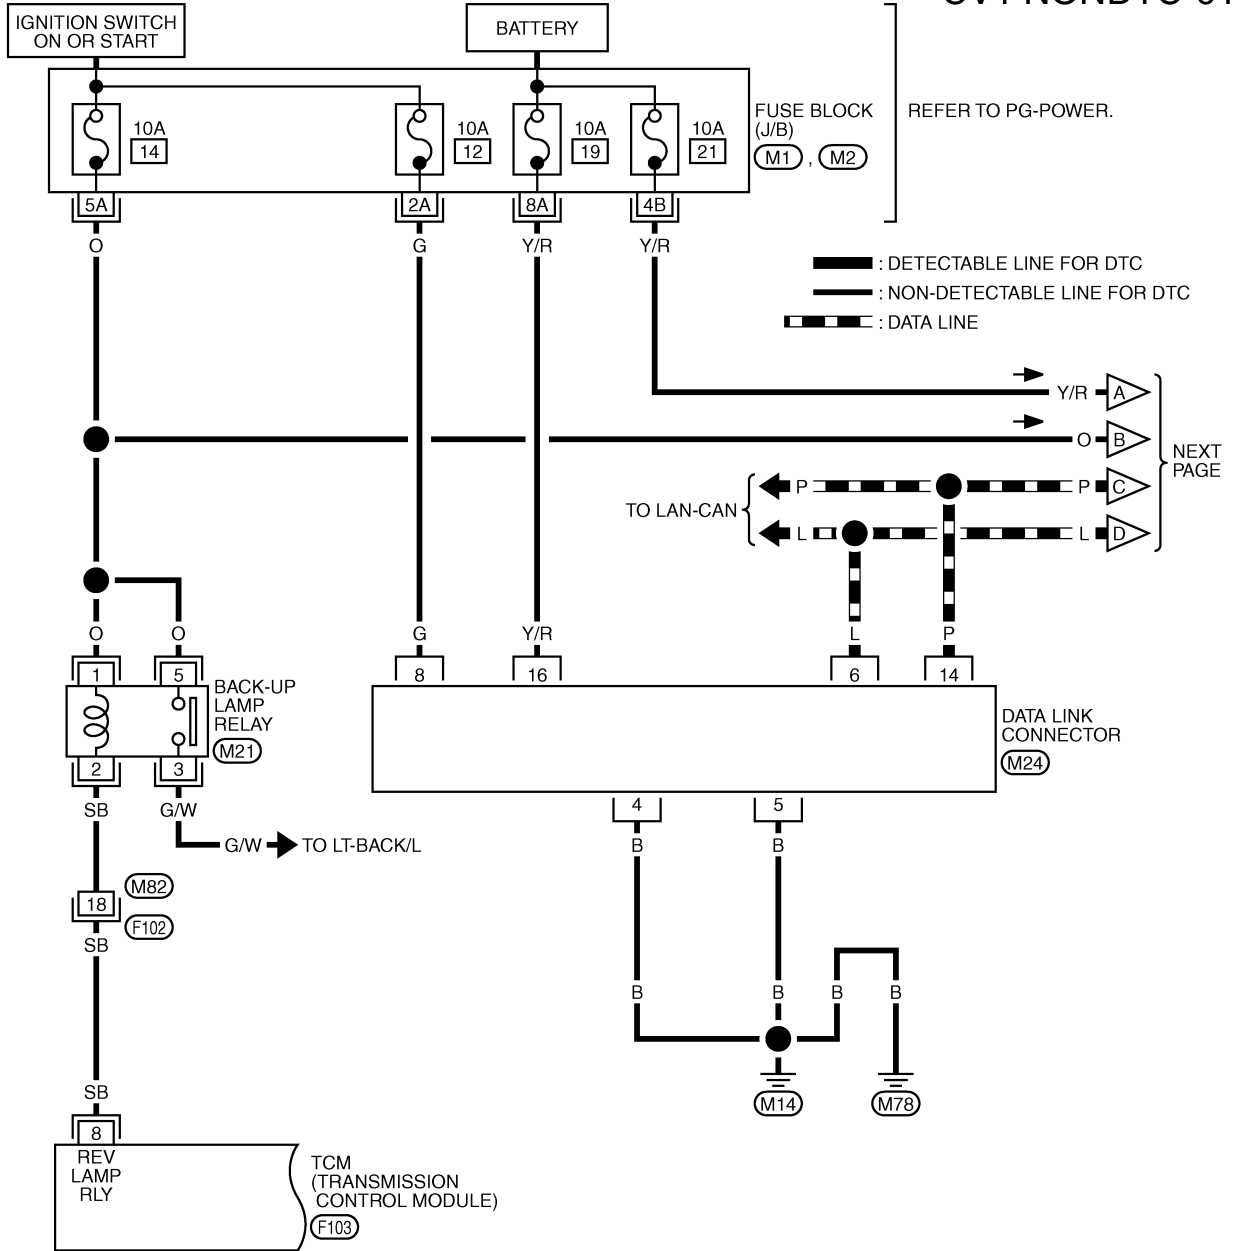 IGNITION SWITCH
ON OR START
BATTERY
FUSE BLOCK
(J/B)
M1 , M2
REFER TO PG-POWER.
10A
14
10A
12
10A
19
10A
21
5A
2A
8A
4B
O
G
Y/R
Y/R
: DETECTABLE LINE FOR DTC
: NON-DETECTABLE LINE FOR DTC
: DATA LINE
Y/R
A
O
B
NEXT
PAGE
TO LAN-CAN
P
P
C
L
L
D
O
O
G
Y/R
L
P
1
5
8
16
6
14
BACK-UP
LAMP
RELAY
M21
DATA LINK
CONNECTOR
M24
2
3
4
5
SB
G/W
G/W
TO LT-BACK/L
B
B
M82
18
F102
SB
B
B
B
B
M14
M78
SB
8
REV
LAMP
RLY
TCM
(TRANSMISSION
CONTROL MODULE)
F103